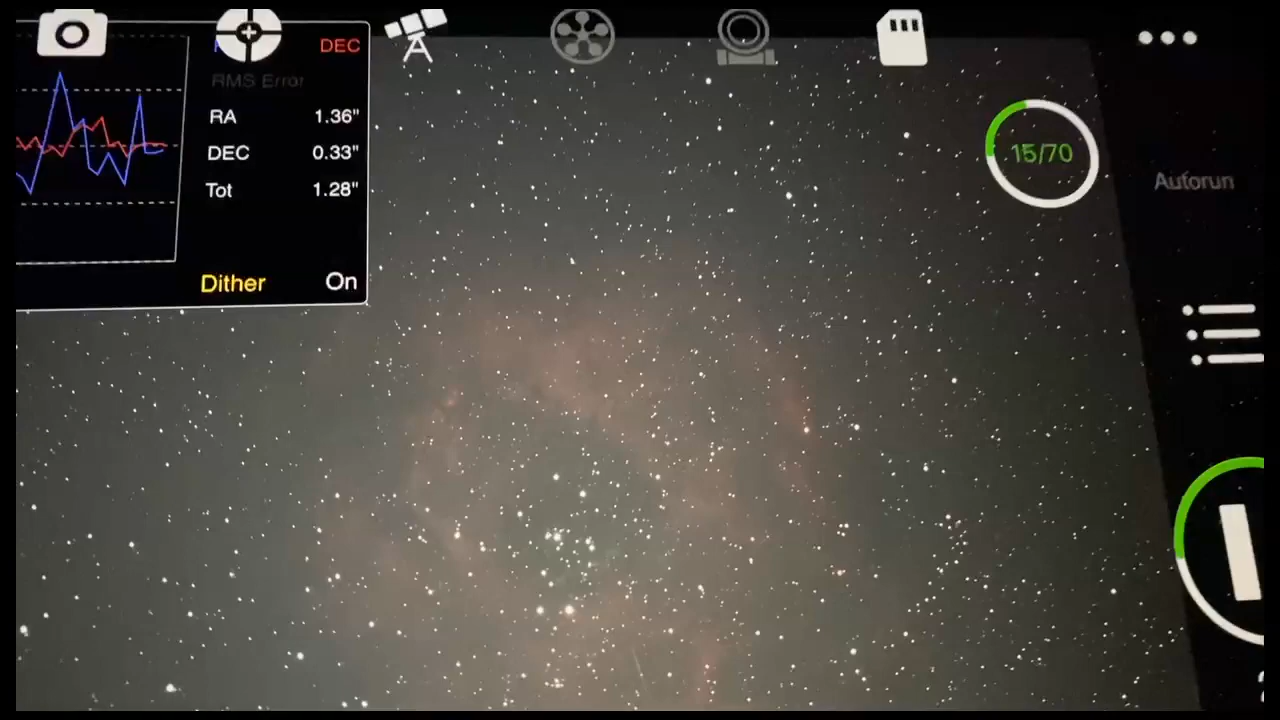 DEC
RMS Error
RA 1.36"
DEC 0.33"
Tot 1.28"
Dither On
15/70
Autorun